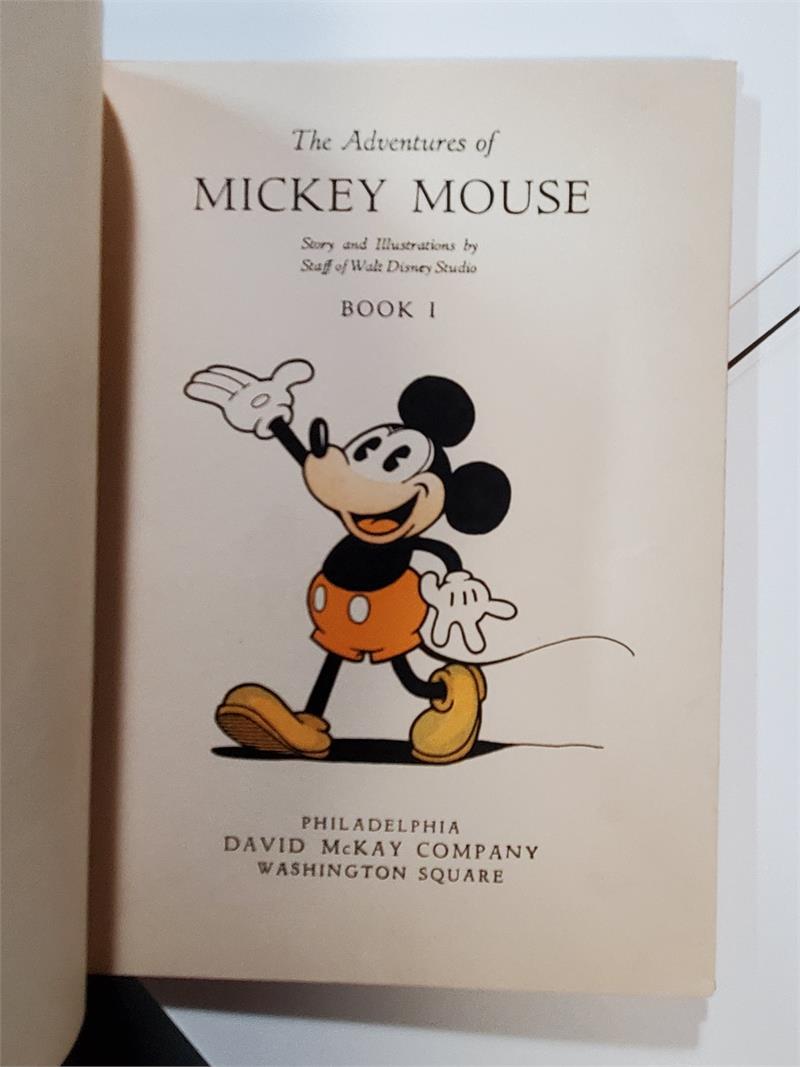 The Adventures of
MICKEY MOUSE
Story and Illustrations by
Staff of Walt Disney Studio
BOOK I
PHILADELPHIA
DAVID McKAY COMPANY
WASHINGTON SQUARE